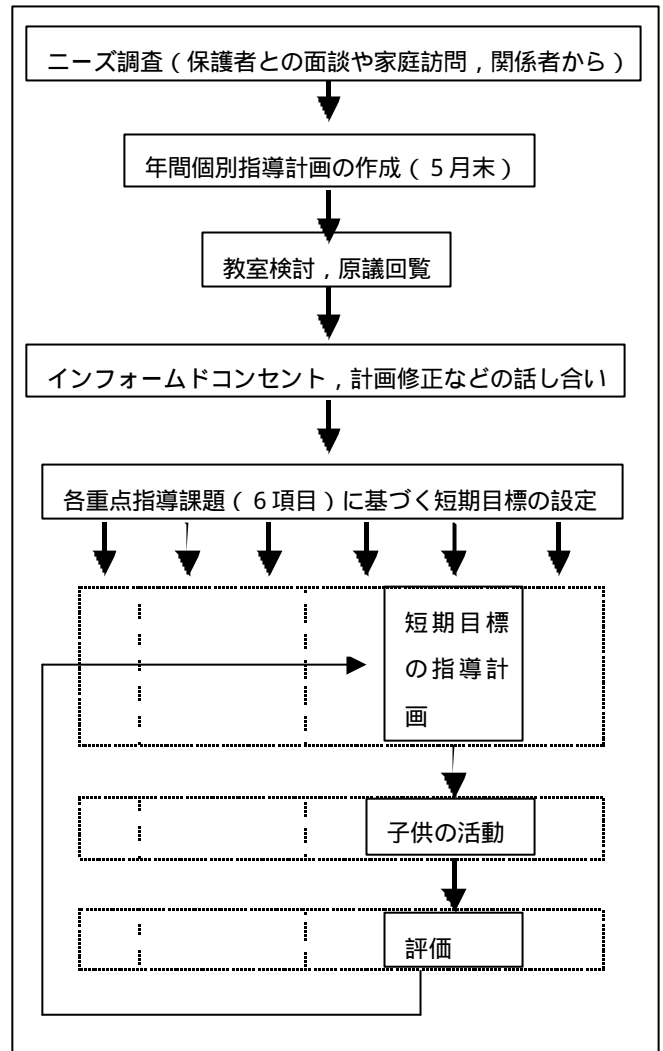 ニーズ調査（保護者との面談や家庭訪問，関係者から）
年間個別指導計画の作成（５月末）
教室検討，原議回覧
インフォームドコンセント，計画修正などの話し合い
各重点指導課題（６項目）に基づく短期目標の設定
短期目標
の指導計
画
子供の活動
評価